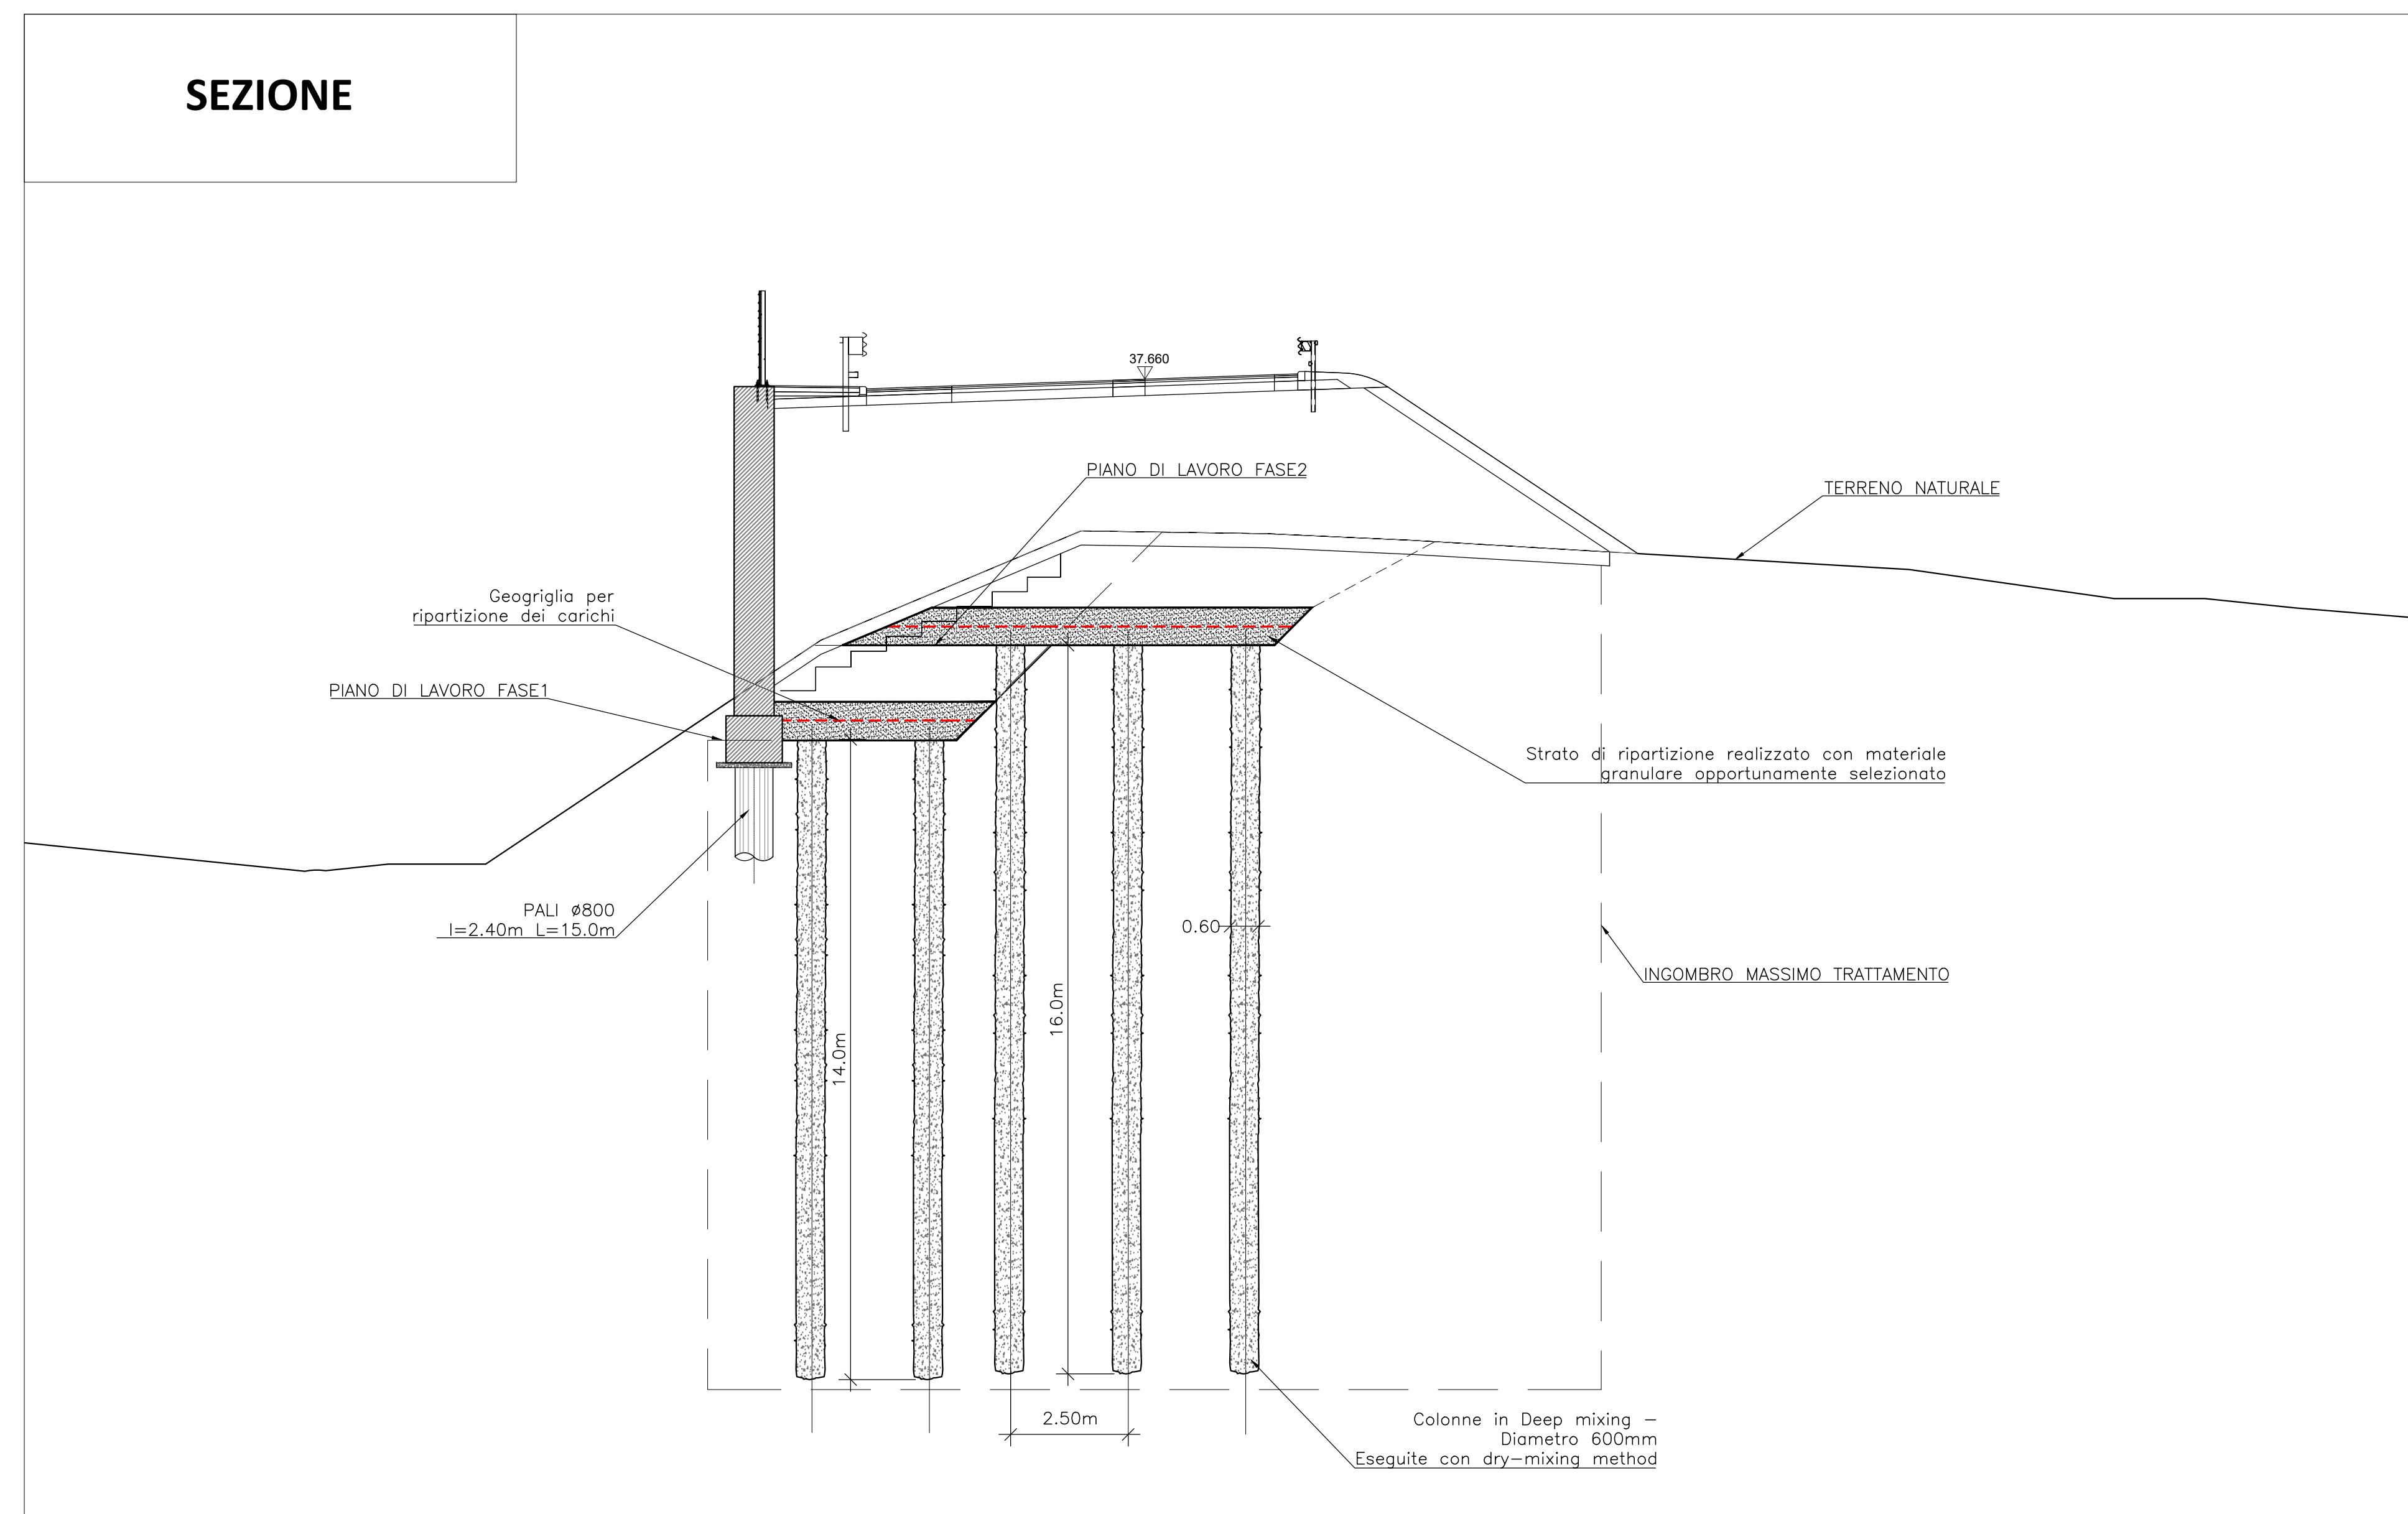 SEZIONE
37.660
PIANO DI LAVORO FASE2
TERRENO NATURALE
Geogriglia per
ripartizione dei carichi
PIANO DI LAVORO FASE1
Strato di ripartizione realizzato con materiale
granulare opportunamente selezionato
PALI ø800
I=2.40m L=15.0m
0.60
INGOMBRO MASSIMO TRATTAMENTO
14.0m
16.0m
2.50m
Colonne in Deep mixing –
Diametro 600mm
Eseguite con dry–mixing method